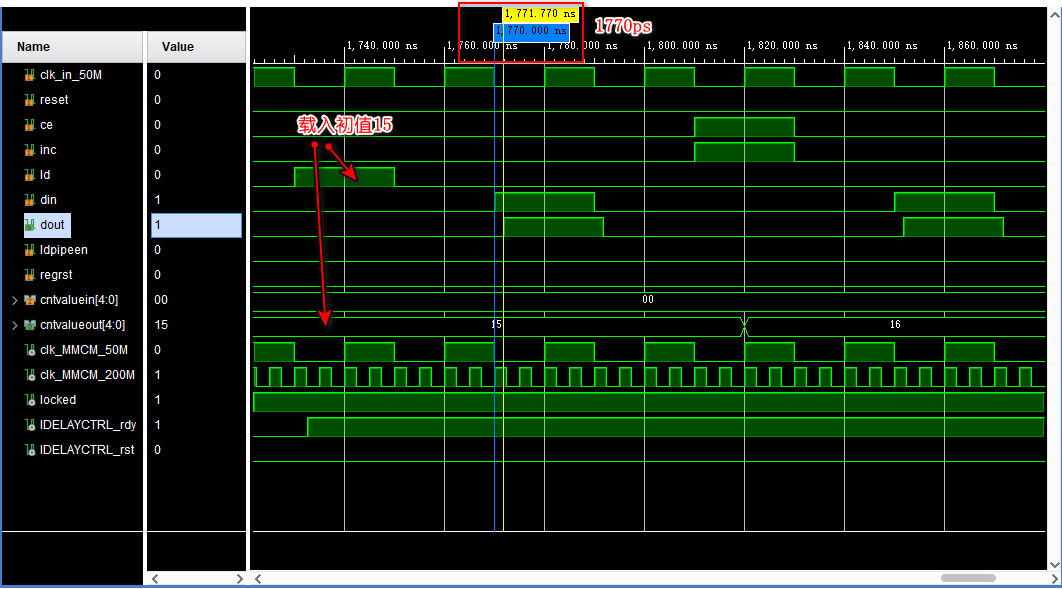 1,771.770 ns
1,770.000 ns
1770ps
Name
Value
1,740.000 ns
1,760.000 ns
1,780.000 ns
1,800.000 ns
1,820.000 ns
1,840.000 ns
1,860.000 ns
clk_in_50M
0
reset
0
ce
0
载入初值15
inc
0
ld
0
din
1
dout
1
ldpipeen
0
regrst
0
cntvaluein[4:0]
00
00
cntvalueout[4:0]
15
15
16
clk_MMCM_50M
0
clk_MMCM_200M
1
locked
1
IDELAYCTRL_rdy
1
IDELAYCTRL_rst
0